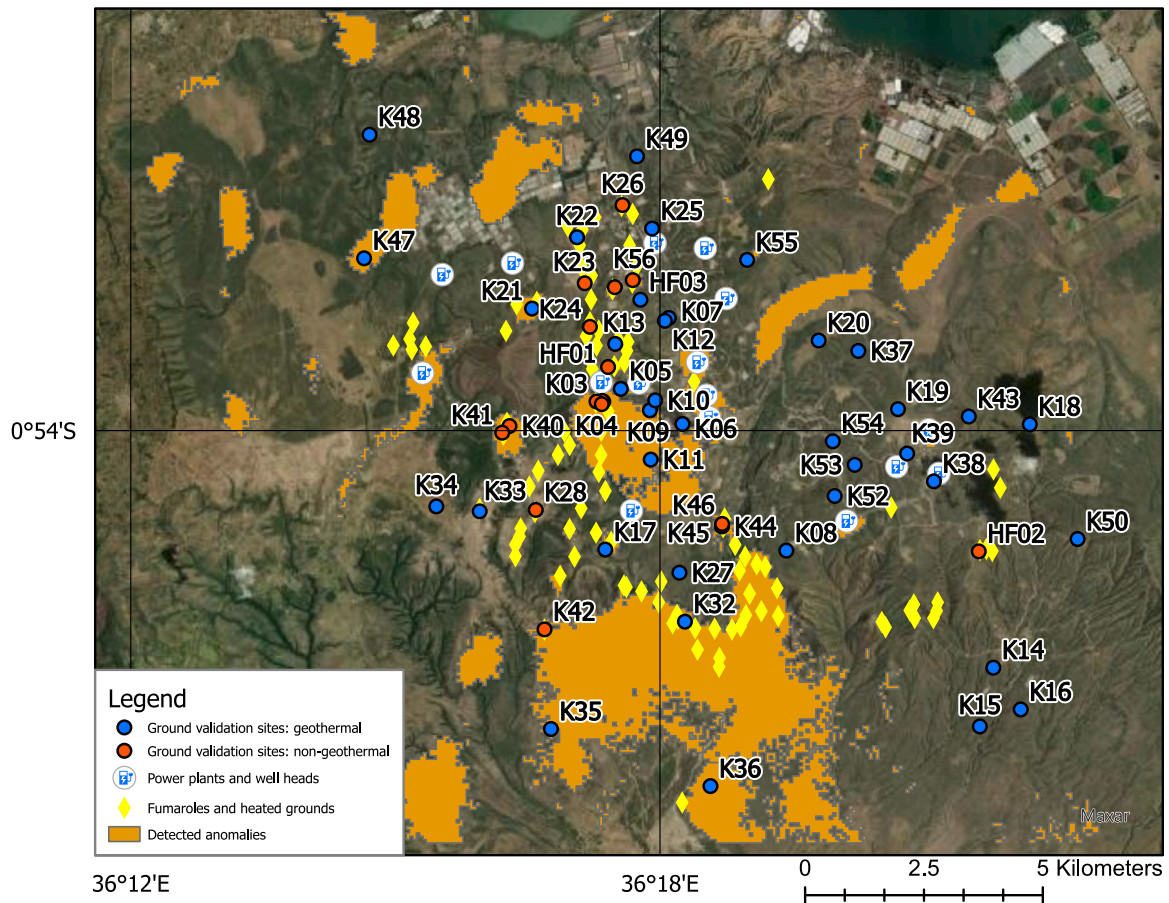 K48
K49
K26
K22
K25
K47
K55
K23
K56
HF03
K21
K24
K07
K13
K12
K20
K37
HF01
K05
K03
K10
K19
K43
K18
K41
K40
K04
K09
K06
K54
K39
0°54'S
K11
K53
K38
K34
K33
K28
K46
K52
K45
K44
K17
K08
HF02
K50
K27
K32
K42
K14
K16
K15
K35
K36
Legend
Ground validation sites: geothermal
Ground validation sites: non-geothermal
Power plants and well heads
Fumaroles and heated grounds
Detected anomalies
Maxar
36°12'E
36°18'E
0 2.5 5 Kilometers